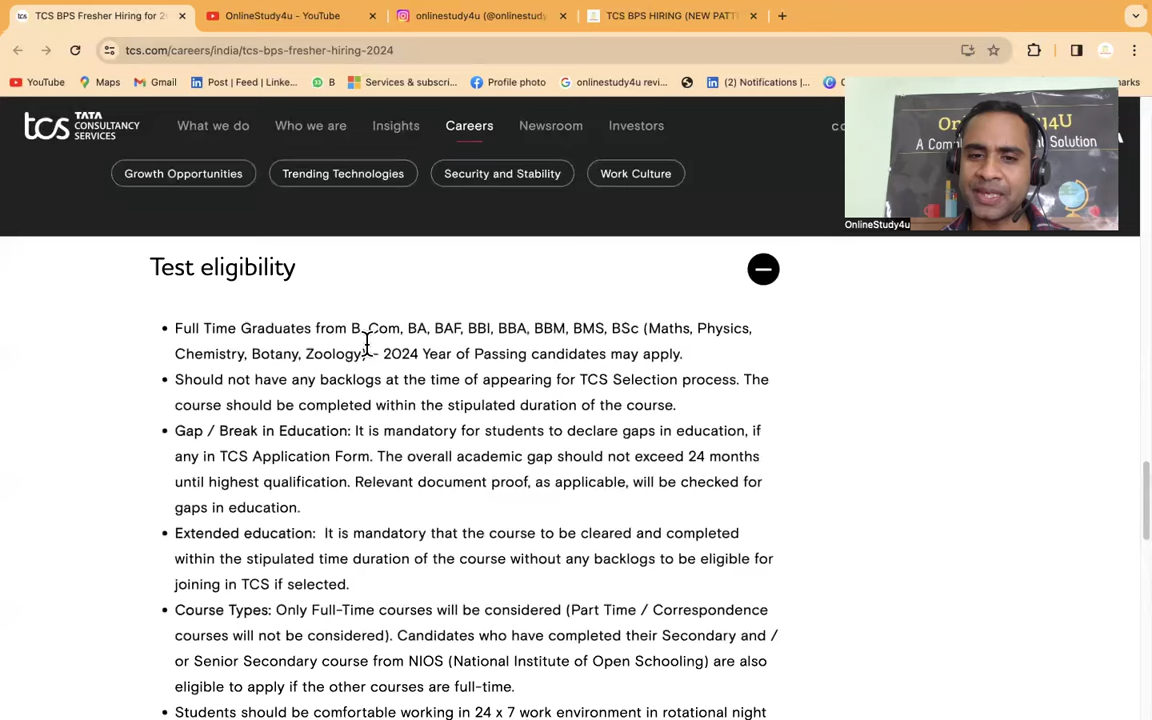 TCS BPS Fresher Hiring for 2
OnlineStudy4u - YouTube
onlinestudy4u (@onlinestudy
TCS BPS HIRING (NEW PATT
tcs.com/careers/india/tcs-bps-fresher-hiring-2024
YouTube
Maps
Gmail
Post | Feed | Linke...
B
Services & subscri...
Profile photo
onlinestudy4u revi...
(2) Notifications |...
C
marks
tcs TATA
CONSULTANCY
SERVICES
What we do
Who we are
Insights
Careers
Newsroom
Investors
Growth Opportunities
Trending Technologies
Security and Stability
Work Culture
OnlineStudy4u
Test eligibility
• Full Time Graduates from B.Com, BA, BAF, BBI, BBA, BBM, BMS, BSc (Maths, Physics,
Chemistry, Botany, Zoology) - 2024 Year of Passing candidates may apply.
• Should not have any backlogs at the time of appearing for TCS Selection process. The
course should be completed within the stipulated duration of the course.
• Gap / Break in Education: It is mandatory for students to declare gaps in education, if
any in TCS Application Form. The overall academic gap should not exceed 24 months
until highest qualification. Relevant document proof, as applicable, will be checked for
gaps in education.
• Extended education: It is mandatory that the course to be cleared and completed
within the stipulated time duration of the course without any backlogs to be eligible for
joining in TCS if selected.
• Course Types: Only Full-Time courses will be considered (Part Time / Correspondence
courses will not be considered). Candidates who have completed their Secondary and /
or Senior Secondary course from NIOS (National Institute of Open Schooling) are also
eligible to apply if the other courses are full-time.
• Students should be comfortable working in 24 x 7 work environment in rotational night